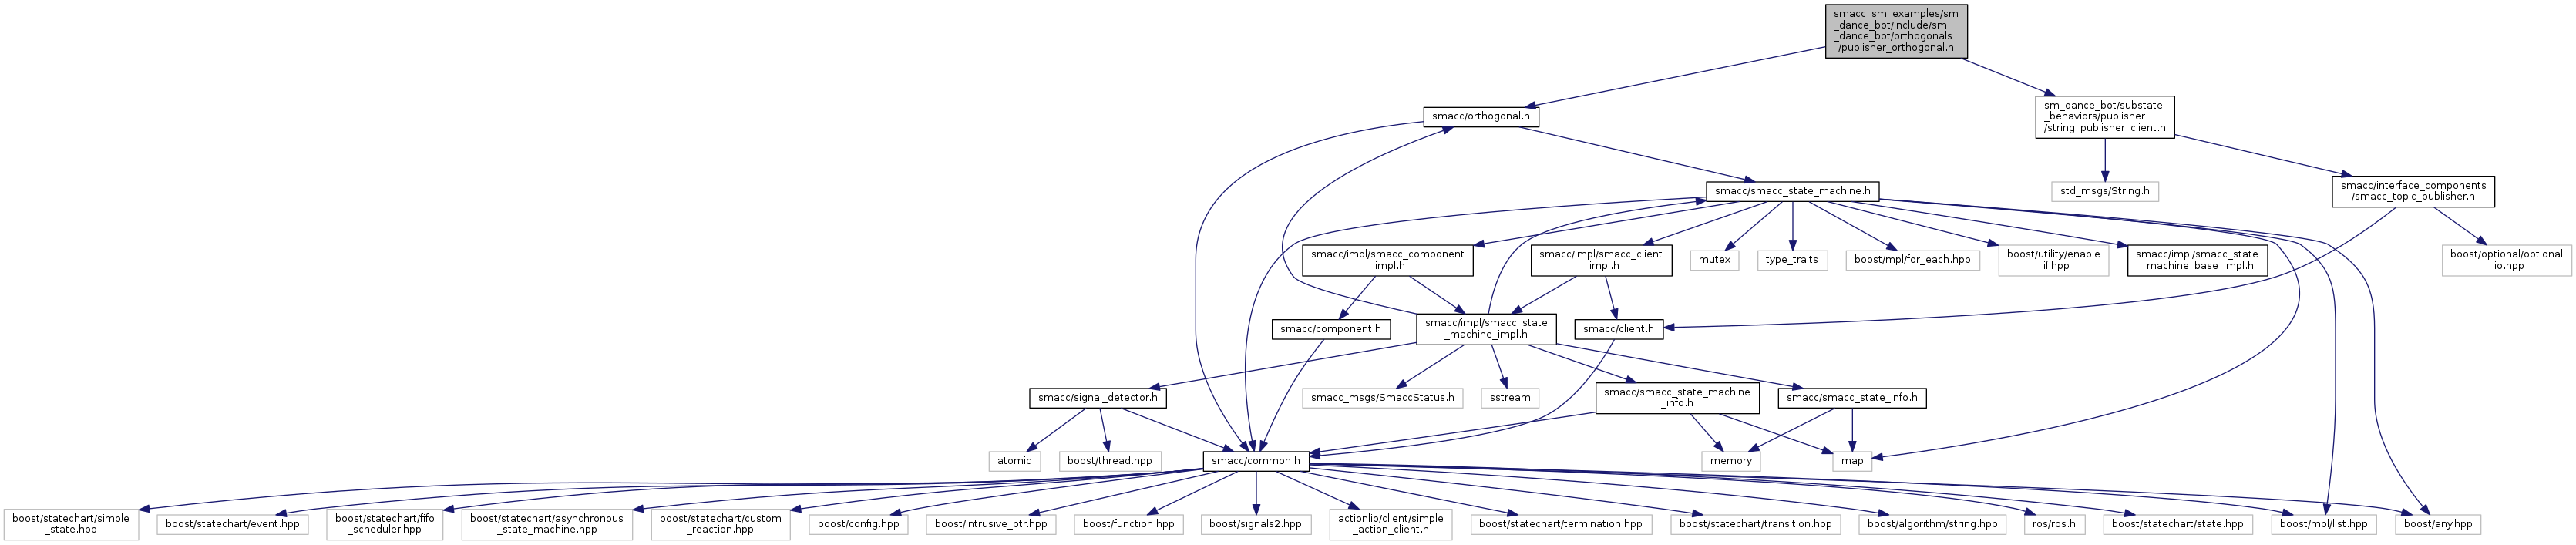 smacc_sm_examples/sm
_dance_bot/include/sm
_dance_bot/orthogonals
/publisher_orthogonal.h
smacc/orthogonal.h
sm_dance_bot/substate
_behaviors/publisher
/string_publisher_client.h
smacc/smacc_state_machine.h
std_msgs/String.h
smacc/interface_components
/smacc_topic_publisher.h
smacc/impl/smacc_component
_impl.h
smacc/impl/smacc_client
_impl.h
mutex
type_traits
boost/mpl/for_each.hpp
boost/utility/enable
_if.hpp
smacc/impl/smacc_state
_machine_base_impl.h
boost/optional/optional
_io.hpp
smacc/component.h
smacc/impl/smacc_state
_machine_impl.h
smacc/client.h
smacc/signal_detector.h
smacc_msgs/SmaccStatus.h
sstream
smacc/smacc_state_machine
_info.h
smacc/smacc_state_info.h
atomic
boost/thread.hpp
smacc/common.h
memory
map
boost/statechart/simple
_state.hpp
boost/statechart/event.hpp
boost/statechart/fifo
_scheduler.hpp
boost/statechart/asynchronous
_state_machine.hpp
boost/statechart/custom
_reaction.hpp
boost/config.hpp
boost/intrusive_ptr.hpp
boost/function.hpp
boost/signals2.hpp
actionlib/client/simple
_action_client.h
boost/statechart/termination.hpp
boost/statechart/transition.hpp
boost/algorithm/string.hpp
ros/ros.h
boost/statechart/state.hpp
boost/mpl/list.hpp
boost/any.hpp